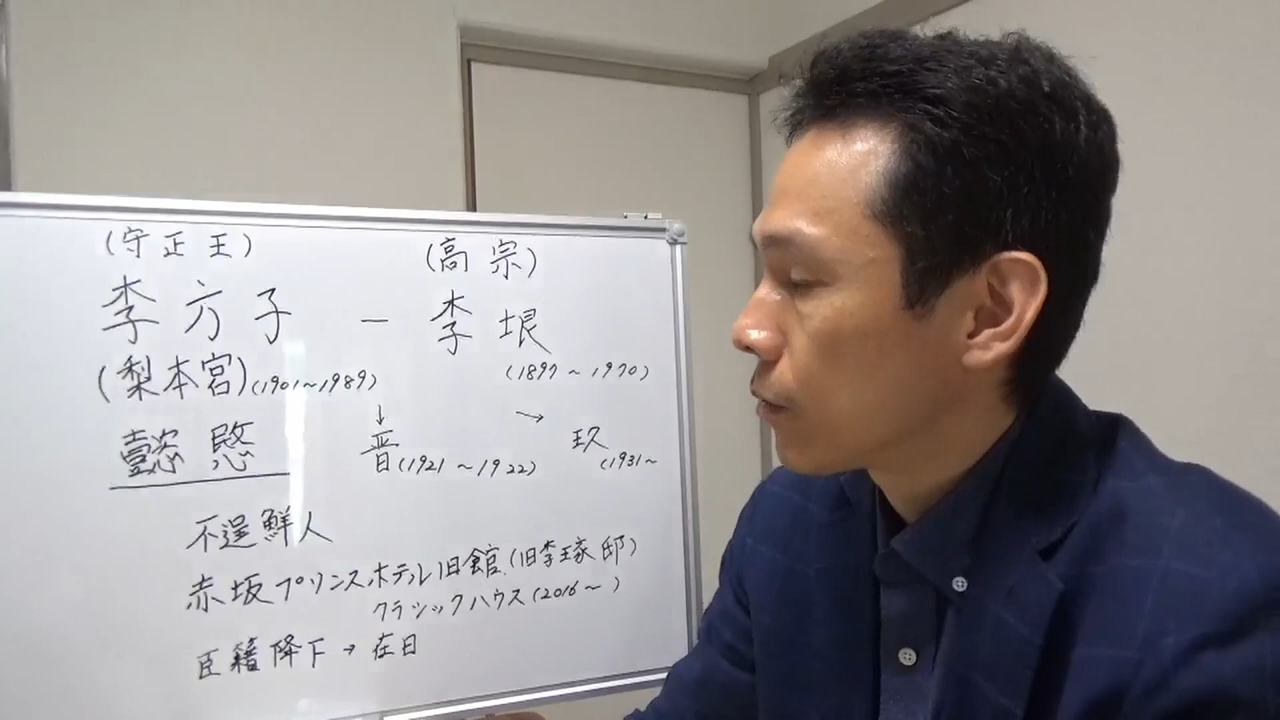 (守正王) (高宗)
李方子 － 李垠
(梨本宮)(1901～1989) (1897～1970)
↓ →
懿愍 晋(1921～1922) 玖(1931～
不逞鮮人
赤坂プリンスホテル旧館(旧李王家邸)
クラシックハウス(2016～ )
臣籍降下→在日